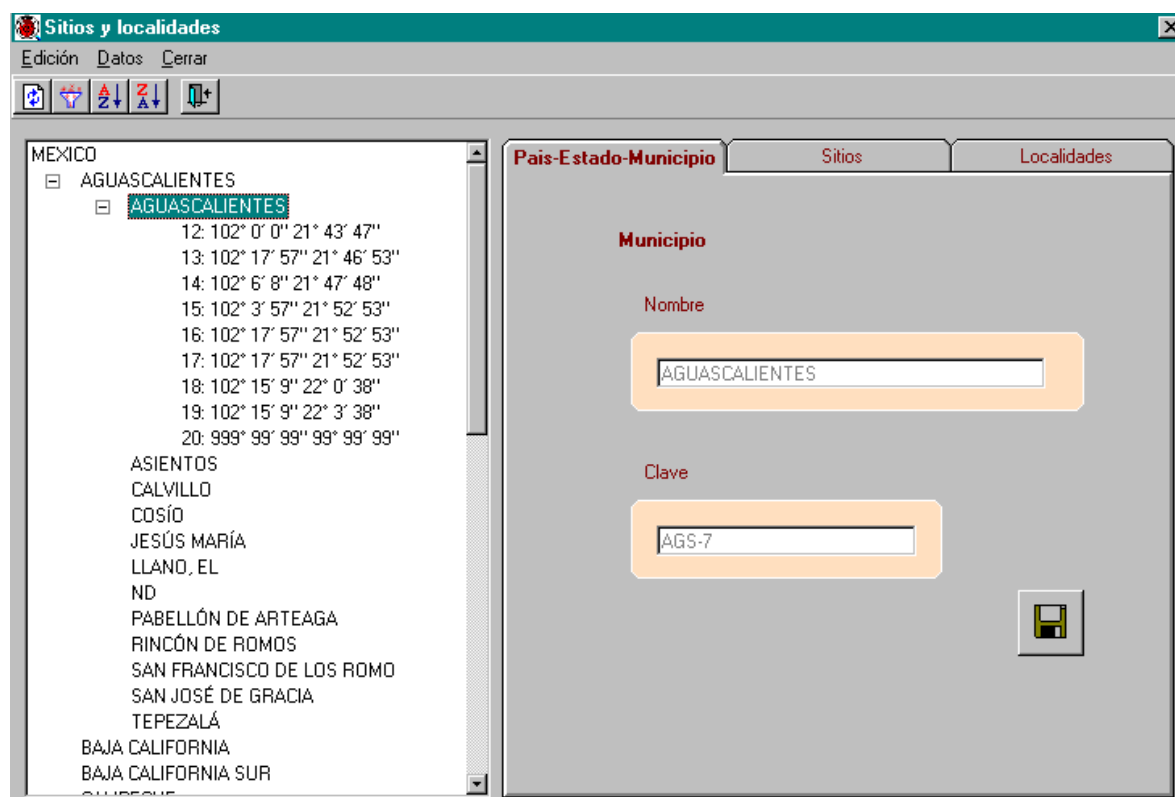 Sitios y localidades
Edición Datos Cerrar
MEXICO
AGUASCALIENTES
AGUASCALIENTES
12: 102° 0´ 0'' 21° 43´ 47''
13: 102° 17´ 57'' 21° 46´ 53''
14: 102° 6´ 8'' 21° 47´ 48''
15: 102° 3´ 57'' 21° 52´ 53''
16: 102° 17´ 57'' 21° 52´ 53''
17: 102° 17´ 57'' 21° 52´ 53''
18: 102° 15´ 9'' 22° 0´ 38''
19: 102° 15´ 9'' 22° 3´ 38''
20: 999° 99´ 99'' 99° 99´ 99''
ASIENTOS
CALVILLO
COSÍO
JESÚS MARÍA
LLANO, EL
ND
PABELLÓN DE ARTEAGA
RINCÓN DE ROMOS
SAN FRANCISCO DE LOS ROMO
SAN JOSÉ DE GRACIA
TEPEZALÁ
BAJA CALIFORNIA
BAJA CALIFORNIA SUR
Pais-Estado-Municipio Sitios Localidades
Municipio
Nombre
AGUASCALIENTES
Clave
AGS-7